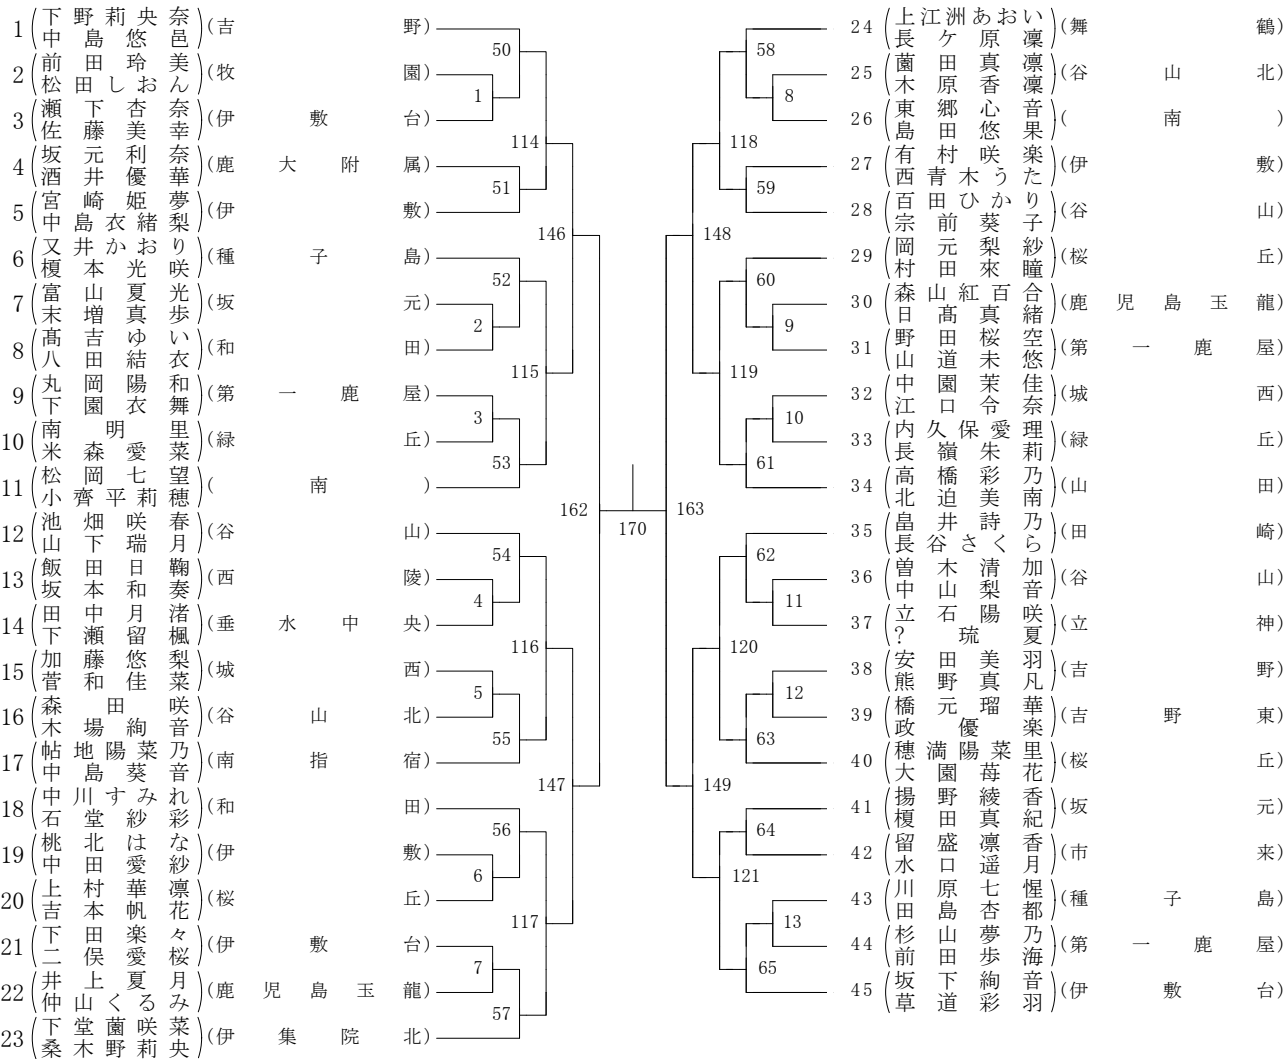 1 (下野莉央奈 中島悠邑) (吉野)
2 (前田玲美 松田しおん) (牧園)
3 (瀬下杏奈 佐藤美幸) (伊敷台)
4 (坂元利奈 酒井優華) (鹿大附属)
5 (宮崎姫夢 中島衣緒梨) (伊敷)
6 (又井かおり 榎本光咲) (種子島)
7 (富山夏光 末増真歩) (坂元)
8 (髙吉ゆい 八田結衣) (和田)
9 (丸岡陽和 下園衣舞) (第一鹿屋)
10 (南明里 米森愛菜) (緑丘)
11 (松岡七望 小齊平莉穂) (南)
12 (池畑咲春 山下瑞月) (谷山)
13 (飯田日鞠 坂本和奏) (西陵)
14 (田中月渚 下瀬留楓) (垂水中央)
15 (加藤悠梨 菅和佳菜) (城西)
16 (森田咲 木場絢音) (谷山北)
17 (帖地陽菜乃 中島葵音) (南指宿)
18 (中川すみれ 石堂紗彩) (和田)
19 (桃北はな 中田愛紗) (伊敷)
20 (上村華凛 吉本帆花) (桜丘)
21 (下田楽々 二俣愛桜) (伊敷台)
22 (井上夏月 仲山くるみ) (鹿児島玉龍)
23 (下堂薗咲菜 桑木野莉央) (伊集院北)
50
1
114
51
146
52
2
115
3
53
162
54
4
116
5
55
147
56
6
117
7
57
170
58
8
118
59
148
60
9
119
10
61
163
62
11
120
12
63
149
64
121
13
65
24 (上江洲あおい 長ケ原凜) (舞鶴)
25 (薗田真凛 木原香凜) (谷山北)
26 (東郷心音 島田悠果) (南)
27 (有村咲楽 西青木うた) (伊敷)
28 (百田ひかり 宗前葵子) (谷山)
29 (岡元梨紗 村田來瞳) (桜丘)
30 (森山紅百合 日髙真緒) (鹿児島玉龍)
31 (野田桜空 山道未悠) (第一鹿屋)
32 (中園茉佳 江口令奈) (城西)
33 (内久保愛理 長嶺朱莉) (緑丘)
34 (高橋彩乃 北迫美南) (山田)
35 (畠井詩乃 長谷さくら) (田崎)
36 (曽木清加 中山梨音) (谷山)
37 (立石陽咲 ?琉夏) (立神)
38 (安田美羽 熊野真凡) (吉野)
39 (橋元瑠華 政優楽) (吉野東)
40 (穂満陽菜里 大園苺花) (桜丘)
41 (揚野綾香 榎田真紀) (坂元)
42 (留盛凛香 水口遥月) (市来)
43 (川原七惺 田島杏都) (種子島)
44 (杉山夢乃 前田歩海) (第一鹿屋)
45 (坂下絢音 草道彩羽) (伊敷台)